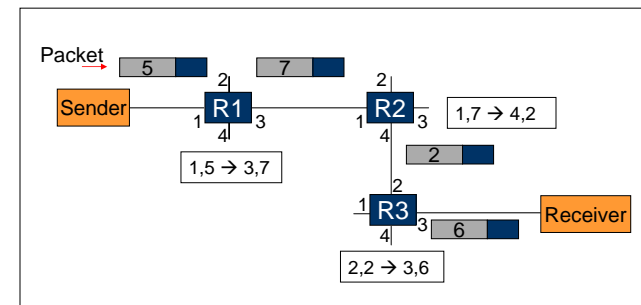 Packet
5
7
2
2
Sender
R1
R2
1
3
1
3
1,7 → 4,2
4
4
1,5 → 3,7
2
2
1
R3
Receiver
3
6
4
2,2 → 3,6